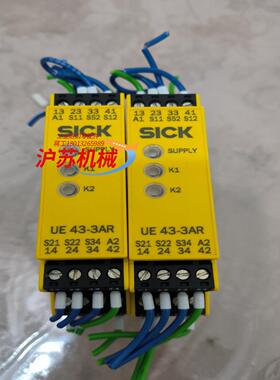 13 23 33 41
A1 S11 S52 S12
13 23 33 41
A1 S11 S52 S12
SICK
SUPPLY
K1
K2
UE 43-3AR
S21 S22 S34 A2
14 24 34 42
SICK
SUPPLY
K1
K2
UE 43-3AR
S21 S22 S34 A2
14 24 34 42
沪苏机械